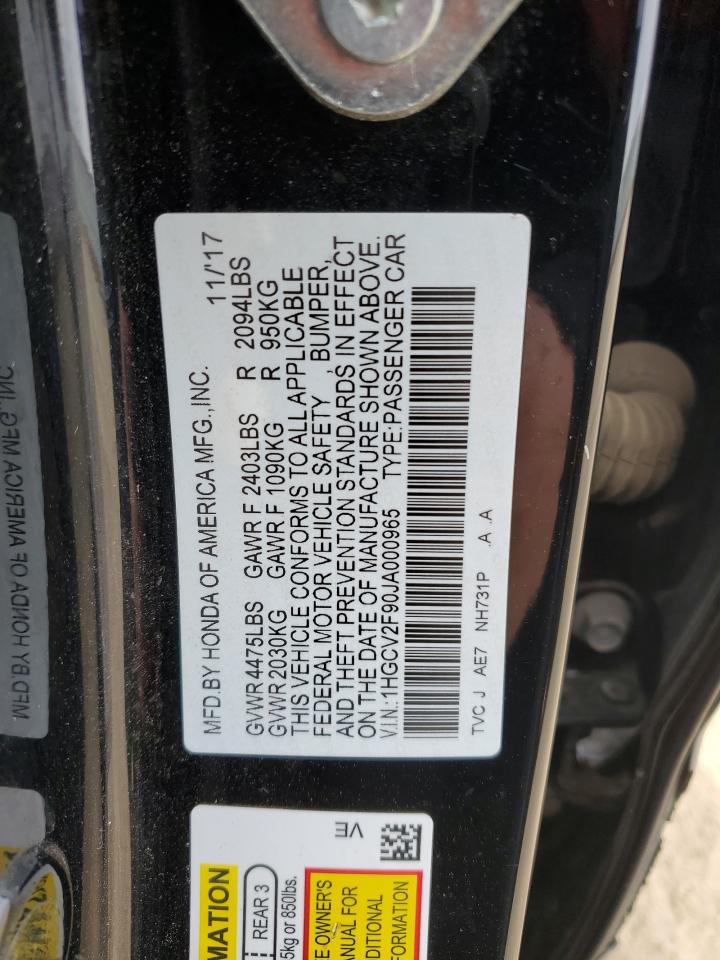 MFD. BY HONDA OF AMERICA MFG., INC. 11/'17
GVWR 4475LBS GAWR F 2403LBS R 2094LBS
GVWR 2030KG GAWR F 1090KG R 950KG
THIS VEHICLE CONFORMS TO ALL APPLICABLE
FEDERAL MOTOR VEHICLE SAFETY , BUMPER,
AND THEFT PREVENTION STANDARDS IN EFFECT
ON THE DATE OF MANUFACTURE SHOWN ABOVE.
V.I.N.:1HGCV2F90JA000965 TYPE:PASSENGER CAR
TVC J AE7 NH731P .A .A
MATION
REAR 3
5kg or 850lbs.
VE
E OWNER'S
ANUAL FOR
DITIONAL
FORMATION
MFD. BY HONDA OF AMERICA MFG., INC.